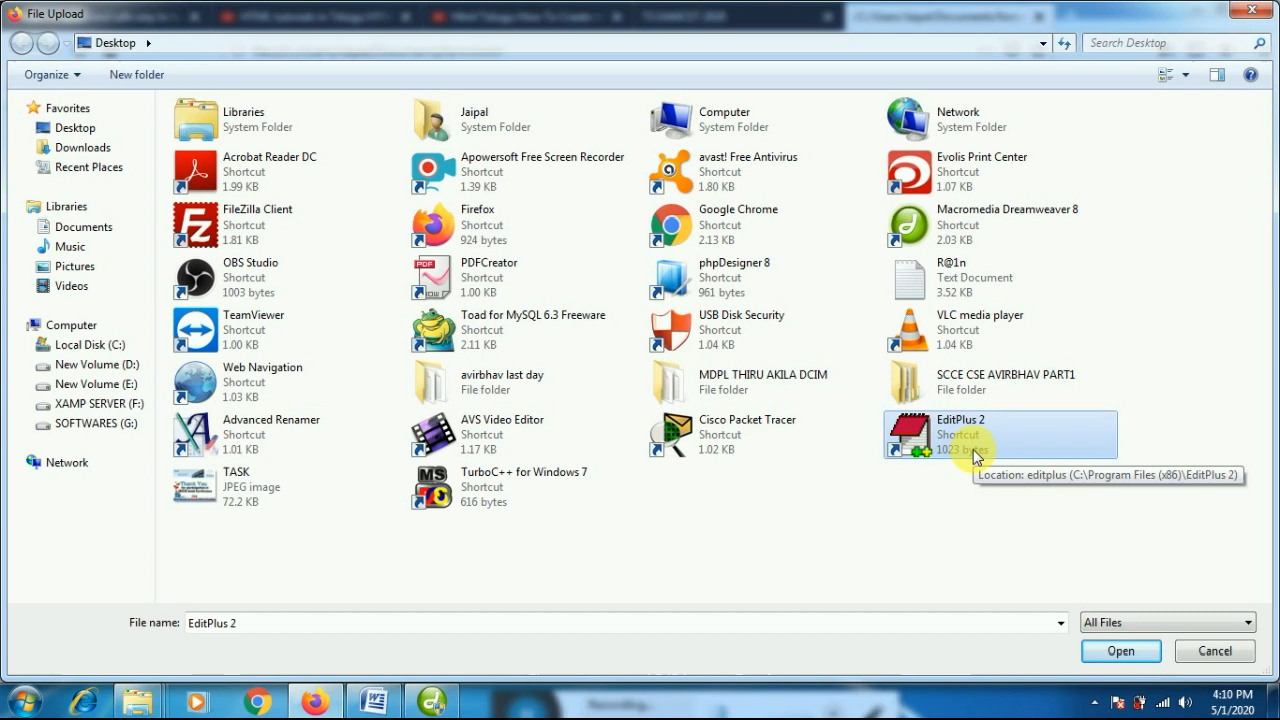 File Upload
Desktop
Search Desktop
Organize
New folder
Favorites
Desktop
Downloads
Recent Places
Libraries
Documents
Music
Pictures
Videos
Computer
Local Disk (C:)
New Volume (D:)
New Volume (E:)
XAMP SERVER (F:)
SOFTWARES (G:)
Network
Libraries
System Folder
Jaipal
System Folder
Computer
System Folder
Network
System Folder
Acrobat Reader DC
Shortcut
1.99 KB
Apowersoft Free Screen Recorder
Shortcut
1.39 KB
avast! Free Antivirus
Shortcut
1.80 KB
Evolis Print Center
Shortcut
1.07 KB
FileZilla Client
Shortcut
1.81 KB
Firefox
Shortcut
924 bytes
Google Chrome
Shortcut
2.13 KB
Macromedia Dreamweaver 8
Shortcut
2.03 KB
OBS Studio
Shortcut
1003 bytes
PDF
PDFCreator
Shortcut
1.00 KB
phpDesigner 8
Shortcut
961 bytes
R@1n
Text Document
3.52 KB
TeamViewer
Shortcut
1.00 KB
Toad for MySQL 6.3 Freeware
Shortcut
2.11 KB
USB Disk Security
Shortcut
1.04 KB
VLC media player
Shortcut
1.04 KB
Web Navigation
Shortcut
1.03 KB
avirbhav last day
File folder
MDPL THIRU AKILA DCIM
File folder
SCCE CSE AVIRBHAV PART1
File folder
Advanced Renamer
Shortcut
1.01 KB
AVS Video Editor
Shortcut
1.17 KB
Cisco Packet Tracer
Shortcut
1.02 KB
EditPlus 2
Shortcut
1023 bytes
Location: editplus (C:\Program Files (x86)\EditPlus 2)
TASK
JPEG image
72.2 KB
MS
TurboC++ for Windows 7
Shortcut
616 bytes
File name: EditPlus 2
All Files
Open
Cancel
4:10 PM
5/1/2020